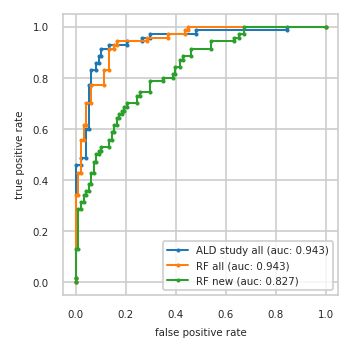 1.0
0.8
0.6
0.4
0.2
0.0
true positive rate
ALD study all (auc: 0.943)
RF all (auc: 0.943)
RF new (auc: 0.827)
0.0 0.2 0.4 0.6 0.8 1.0
false positive rate